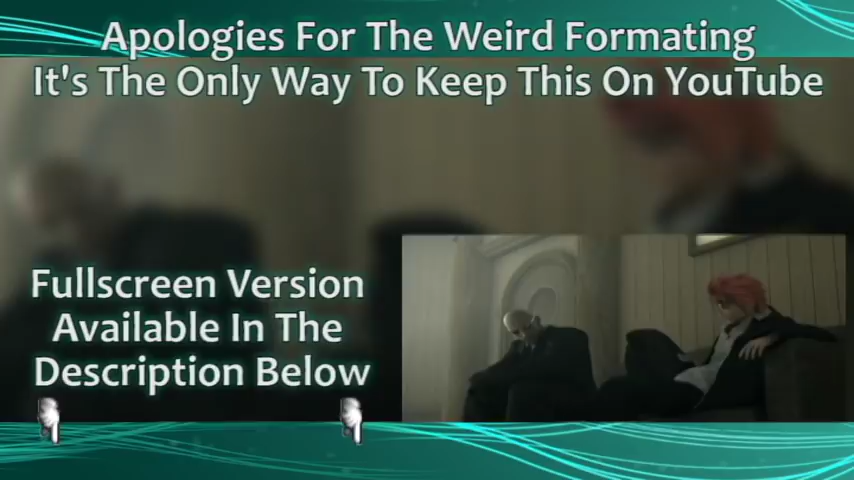 Apologies For The Weird Formating
It's The Only Way To Keep This On YouTube
Fullscreen Version
Available In The
Description Below